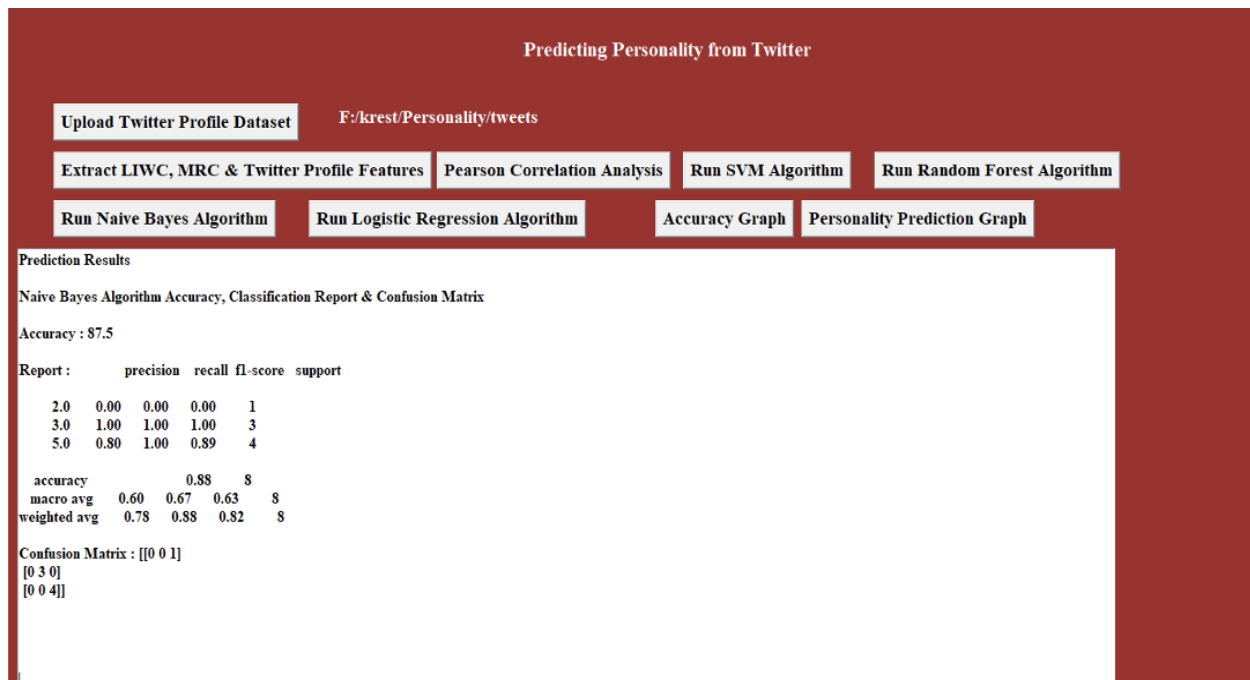 Predicting Personality from Twitter
Upload Twitter Profile Dataset F:/krest/Personality/tweets
Extract LIWC, MRC & Twitter Profile Features Pearson Correlation Analysis Run SVM Algorithm Run Random Forest Algorithm
Run Naive Bayes Algorithm Run Logistic Regression Algorithm Accuracy Graph Personality Prediction Graph
Prediction Results
Naive Bayes Algorithm Accuracy, Classification Report & Confusion Matrix
Accuracy : 87.5
Report : precision recall f1-score support
2.0 0.00 0.00 0.00 1
3.0 1.00 1.00 1.00 3
5.0 0.80 1.00 0.89 4
accuracy 0.88 8
macro avg 0.60 0.67 0.63 8
weighted avg 0.78 0.88 0.82 8
Confusion Matrix : [[0 0 1]
[0 3 0]
[0 0 4]]